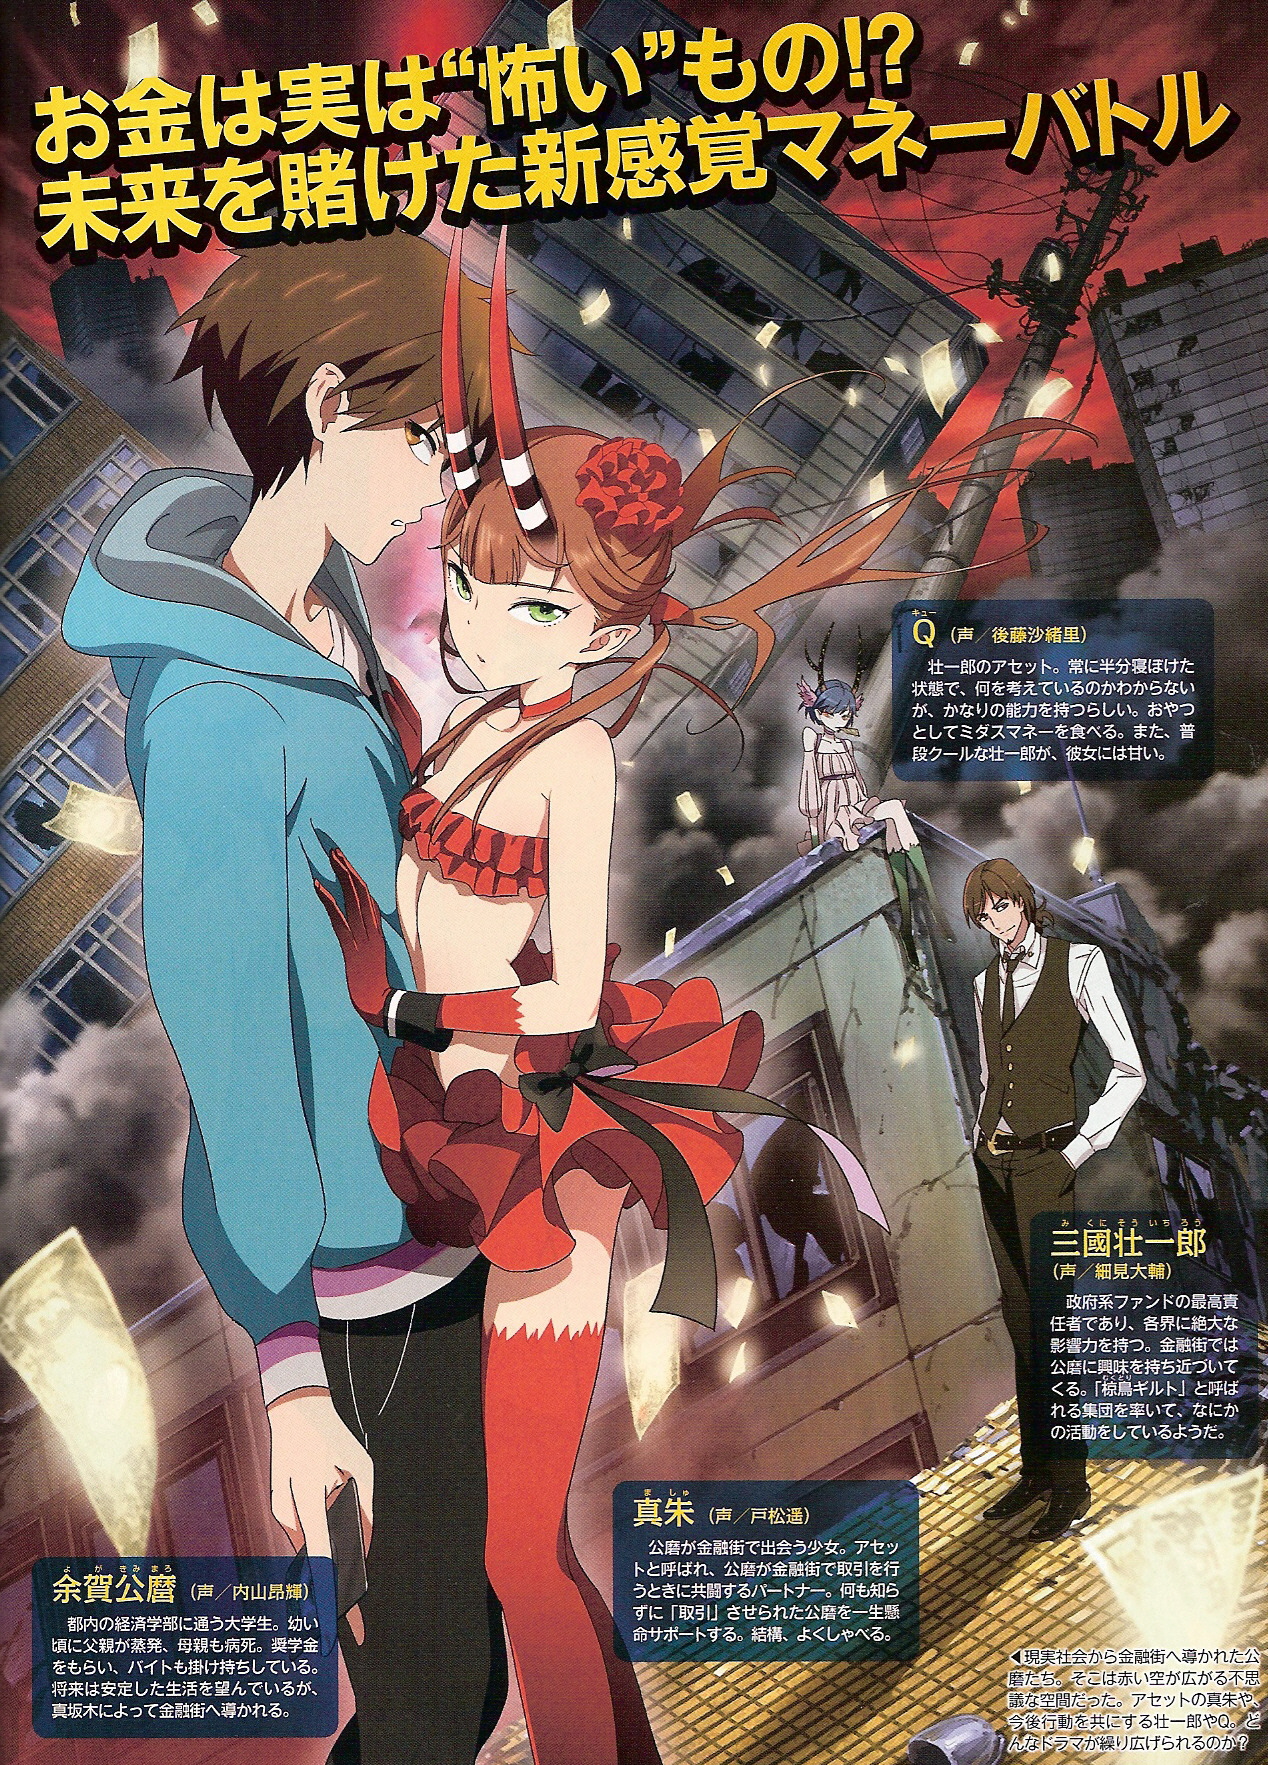 お金は実は“怖い”もの!?
未来を賭けた新感覚マネーバトル
キュー
Q（声／後藤沙緒里）
壮一郎のアセット。常に半分寝ぼけた
状態で、何を考えているのかわからない
が、かなりの能力を持つらしい。おやつ
としてミダスマネーを食べる。また、普
段クールな壮一郎が、彼女には甘い。
み くに そう いち ろう
三國壮一郎
（声／細見大輔）
政府系ファンドの最高責
任者であり、各界に絶大な
影響力を持つ。金融街では
公磨に興味を持ち近づいて
くる。「椋鳥ギルト」と呼ば
れる集団を率いて、なにか
の活動をしているようだ。
ま しゅ
真朱（声／戸松遥）
公磨が金融街で出会う少女。アセッ
トと呼ばれ、公磨が金融街で取引を行
うときに共闘するパートナー。何も知ら
ずに「取引」させられた公磨を一生懸
命サポートする。結構、よくしゃべる。
よ が きみ まろ
余賀公麿（声／内山昂輝）
都内の経済学部に通う大学生。幼い
頃に父親が蒸発、母親も病死。奨学金
をもらい、バイトも掛け持ちしている。
将来は安定した生活を望んでいるが、
真坂木によって金融街へ導かれる。
◀現実社会から金融街へ導かれた公
磨たち。そこは赤い空が広がる不思
議な空間だった。アセットの真朱や、
今後行動を共にする壮一郎やQ。ど
んなドラマが繰り広げられるのか？